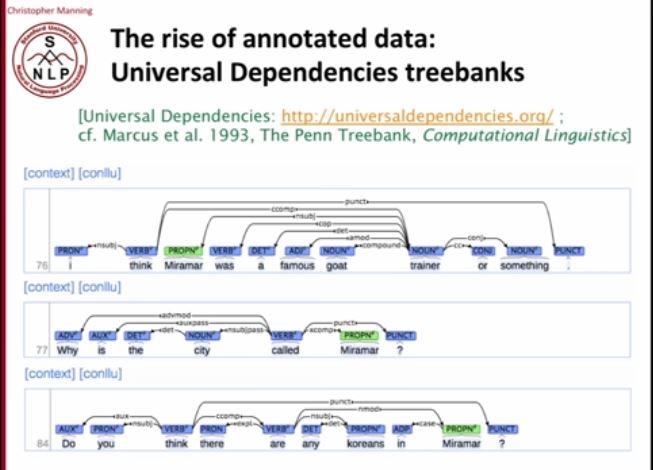 Christopher Manning
Stanford University
S
NLP
Natural Language Processing
The rise of annotated data:
Universal Dependencies treebanks
[Universal Dependencies: http://universaldependencies.org/ ;
cf. Marcus et al. 1993, The Penn Treebank, Computational Linguistics]
[context] [conllu]
punct
ccomp
nsubj
cop
det
amod
nsubj compound cc conj
PRON VERB PROPN VERB DET ADJ NOUN NOUN CONJ NOUN PUNCT
76 i think Miramar was a famous goat trainer or something .
[context] [conllu]
advmod
auxpass punct
det nsubjpass xcomp
ADV AUX DET NOUN VERB PROPN PUNCT
77 Why is the city called Miramar ?
[context] [conllu]
punct
nmod
aux ccomp nsubj
nsubj expl det case
AUX PRON VERB PRON VERB DET PROPN ADP PROPN PUNCT
84 Do you think there are any koreans in Miramar ?